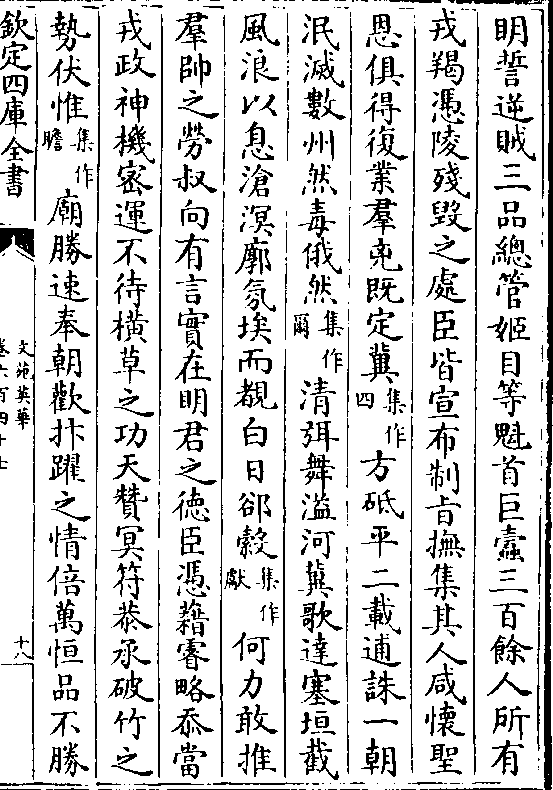 明誓逆賊三品總管姬目等魁首巨蠹三百餘人所有
戎羯憑陵殘毀之處臣皆宣布制旨撫集其人咸懷聖
恩俱得復業羣兇既定冀集作四方砥平二載逋誅一朝
泯滅數州然毒俄然集作爾清弭舞溢河冀歌達塞垣截
風浪以息滄溟廓氛埃而覩白日郤縠集作獻何力敢推
羣帥之勞叔向有言實在明君之徳臣憑藉睿略忝當
戎政神機密運不待橫草之功天贊冥符恭承破竹之
勢伏惟集作瞻廟勝速奉朝歡抃躍之情倍萬恒品不勝
欽定四庫全書
文苑英華
卷六百四十七
十八